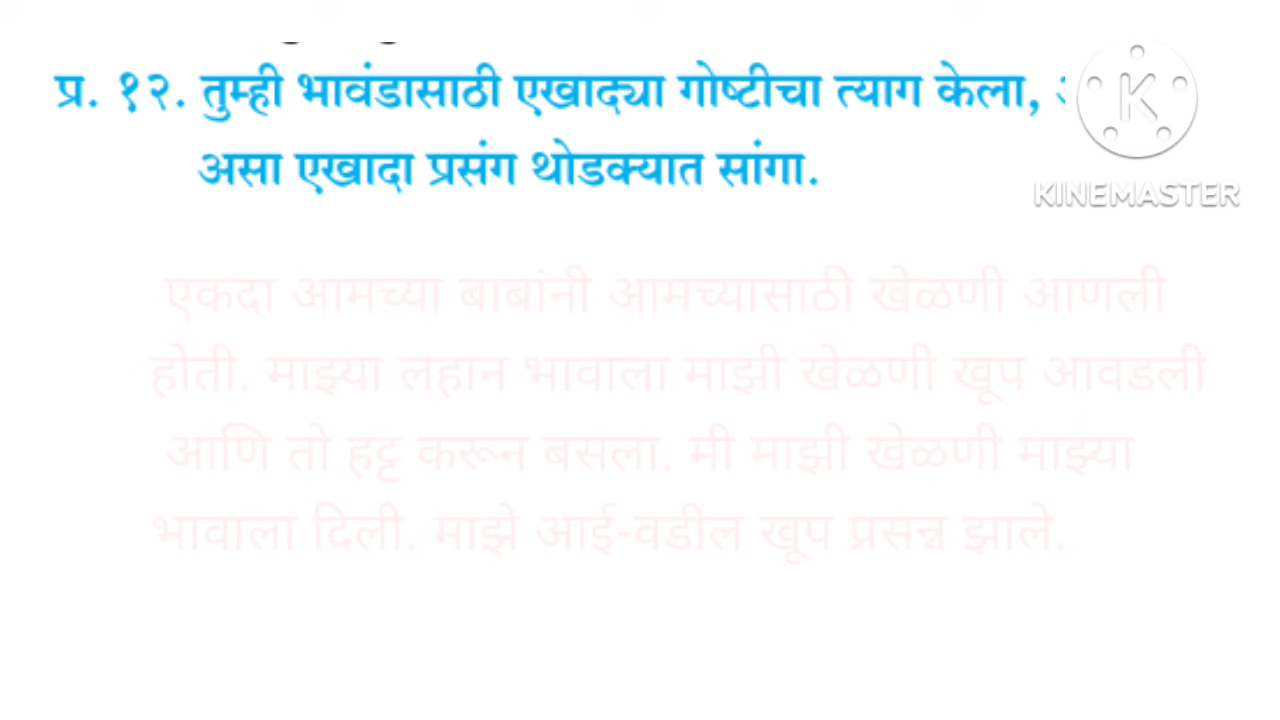 प्र. १२. तुम्ही भावंडासाठी एखाद्या गोष्टीचा त्याग केला,
असा एखादा प्रसंग थोडक्यात सांगा.
KINEMASTER
एकदा आमच्या बाबांनी आमच्यासाठी खेळणी आणली
होती. माझ्या लहान भावाला माझी खेळणी खूप आवडली
आणि तो हट्ट करून बसला. मी माझी खेळणी माझ्या
भावाला दिली. माझे आई-वडील खूप प्रसन्न झाले.